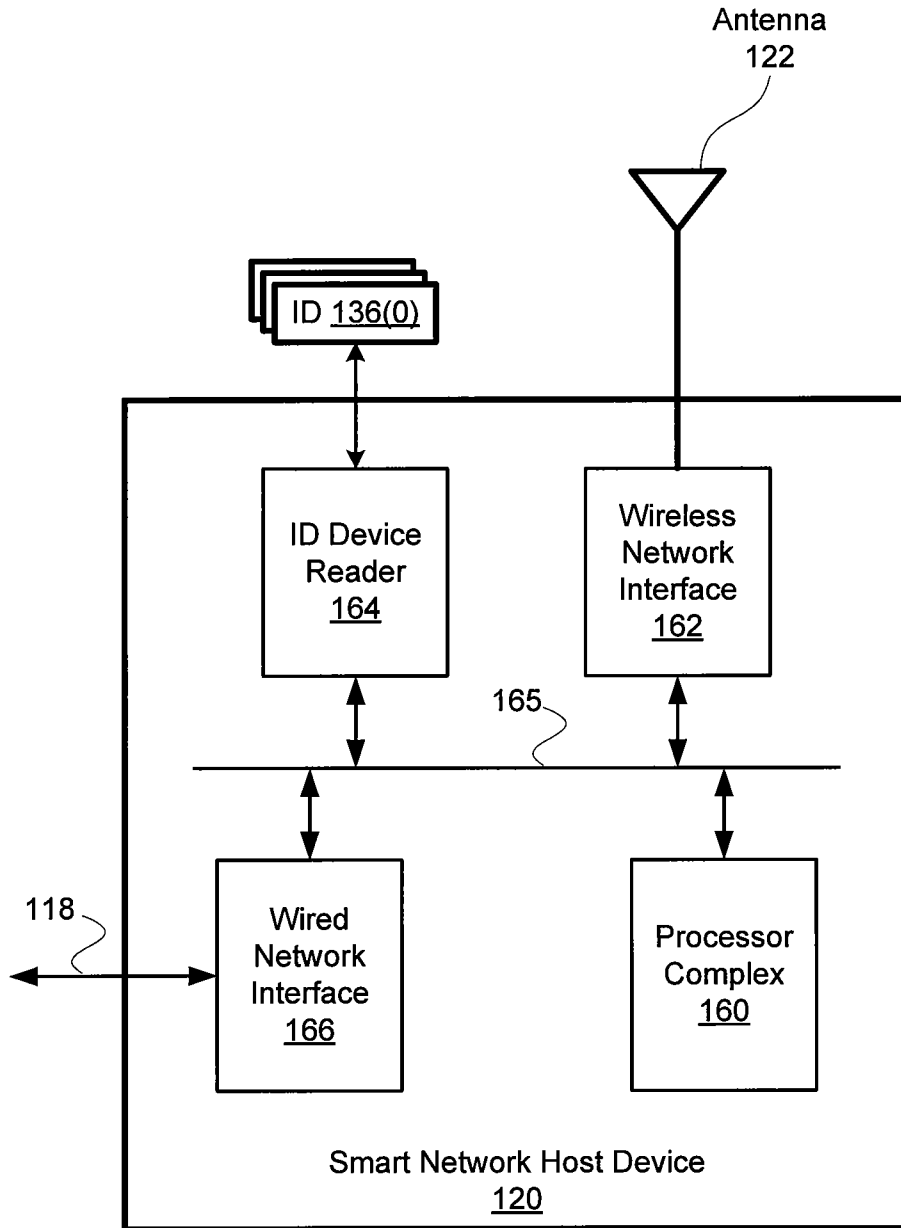 Antenna
122
ID 136(0)
ID Device
Reader
164
Wireless
Network
Interface
162
165
118
Wired
Network
Interface
166
Processor
Complex
160
Smart Network Host Device
120